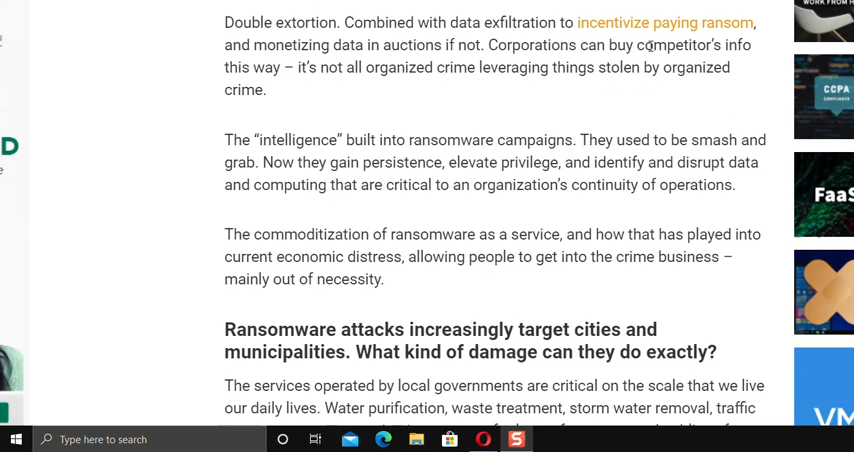 WORK FROM H
Double extortion. Combined with data exfiltration to incentivize paying ransom,
and monetizing data in auctions if not. Corporations can buy competitor’s info
this way – it’s not all organized crime leveraging things stolen by organized
crime.
CCPA
COMPLIANCE
D
The “intelligence” built into ransomware campaigns. They used to be smash and
grab. Now they gain persistence, elevate privilege, and identify and disrupt data
and computing that are critical to an organization’s continuity of operations.
FaaS
The commoditization of ransomware as a service, and how that has played into
current economic distress, allowing people to get into the crime business –
mainly out of necessity.
Ransomware attacks increasingly target cities and
municipalities. What kind of damage can they do exactly?
The services operated by local governments are critical on the scale that we live
our daily lives. Water purification, waste treatment, storm water removal, traffic
VM
Type here to search